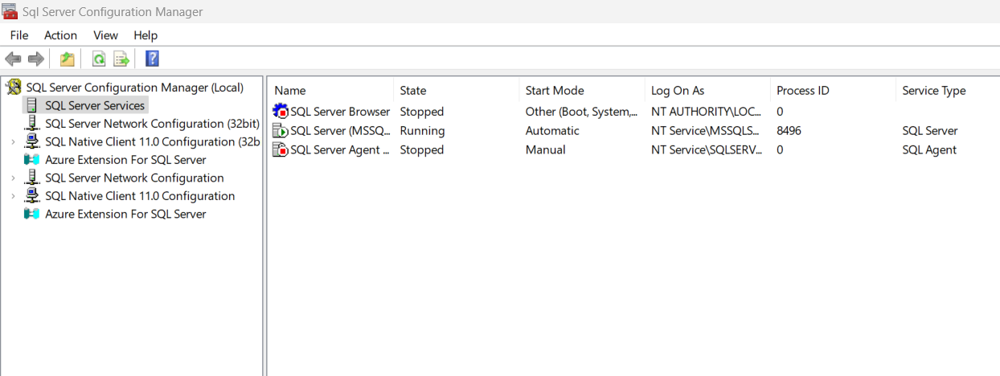 Sql Server Configuration Manager
File Action View Help
SQL Server Configuration Manager (Local)
SQL Server Services
SQL Server Network Configuration (32bit)
SQL Native Client 11.0 Configuration (32b
Azure Extension For SQL Server
SQL Server Network Configuration
SQL Native Client 11.0 Configuration
Azure Extension For SQL Server
Name State Start Mode Log On As Process ID Service Type
SQL Server Browser Stopped Other (Boot, System,... NT AUTHORITY\LOC... 0
SQL Server (MSSQ... Running Automatic NT Service\MSSQLS... 8496 SQL Server
SQL Server Agent ... Stopped Manual NT Service\SQLSERV... 0 SQL Agent